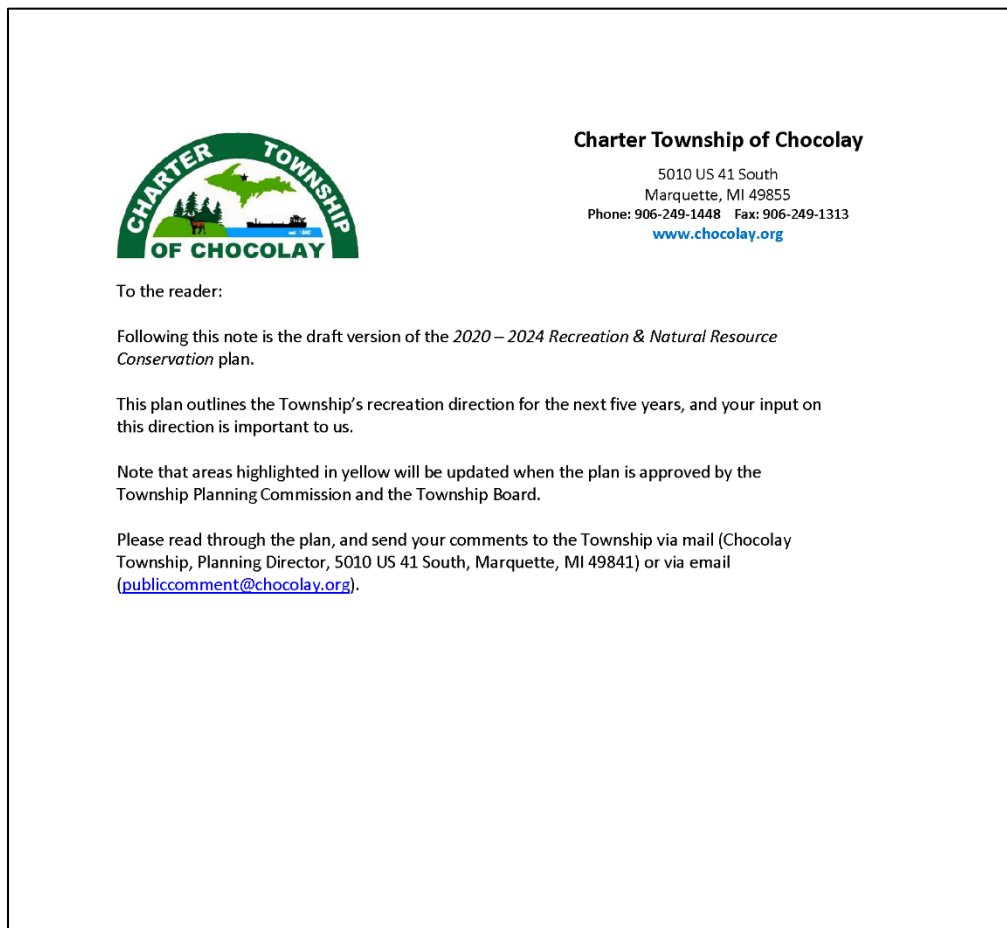 CHARTER TOWNSHIP
OF CHOCOLAY
Charter Township of Chocolay
5010 US 41 South
Marquette, MI 49855
Phone: 906-249-1448 Fax: 906-249-1313
www.chocolay.org
To the reader:
Following this note is the draft version of the 2020 – 2024 Recreation & Natural Resource
Conservation plan.
This plan outlines the Township’s recreation direction for the next five years, and your input on
this direction is important to us.
Note that areas highlighted in yellow will be updated when the plan is approved by the
Township Planning Commission and the Township Board.
Please read through the plan, and send your comments to the Township via mail (Chocolay
Township, Planning Director, 5010 US 41 South, Marquette, MI 49841) or via email
(publiccomment@chocolay.org).